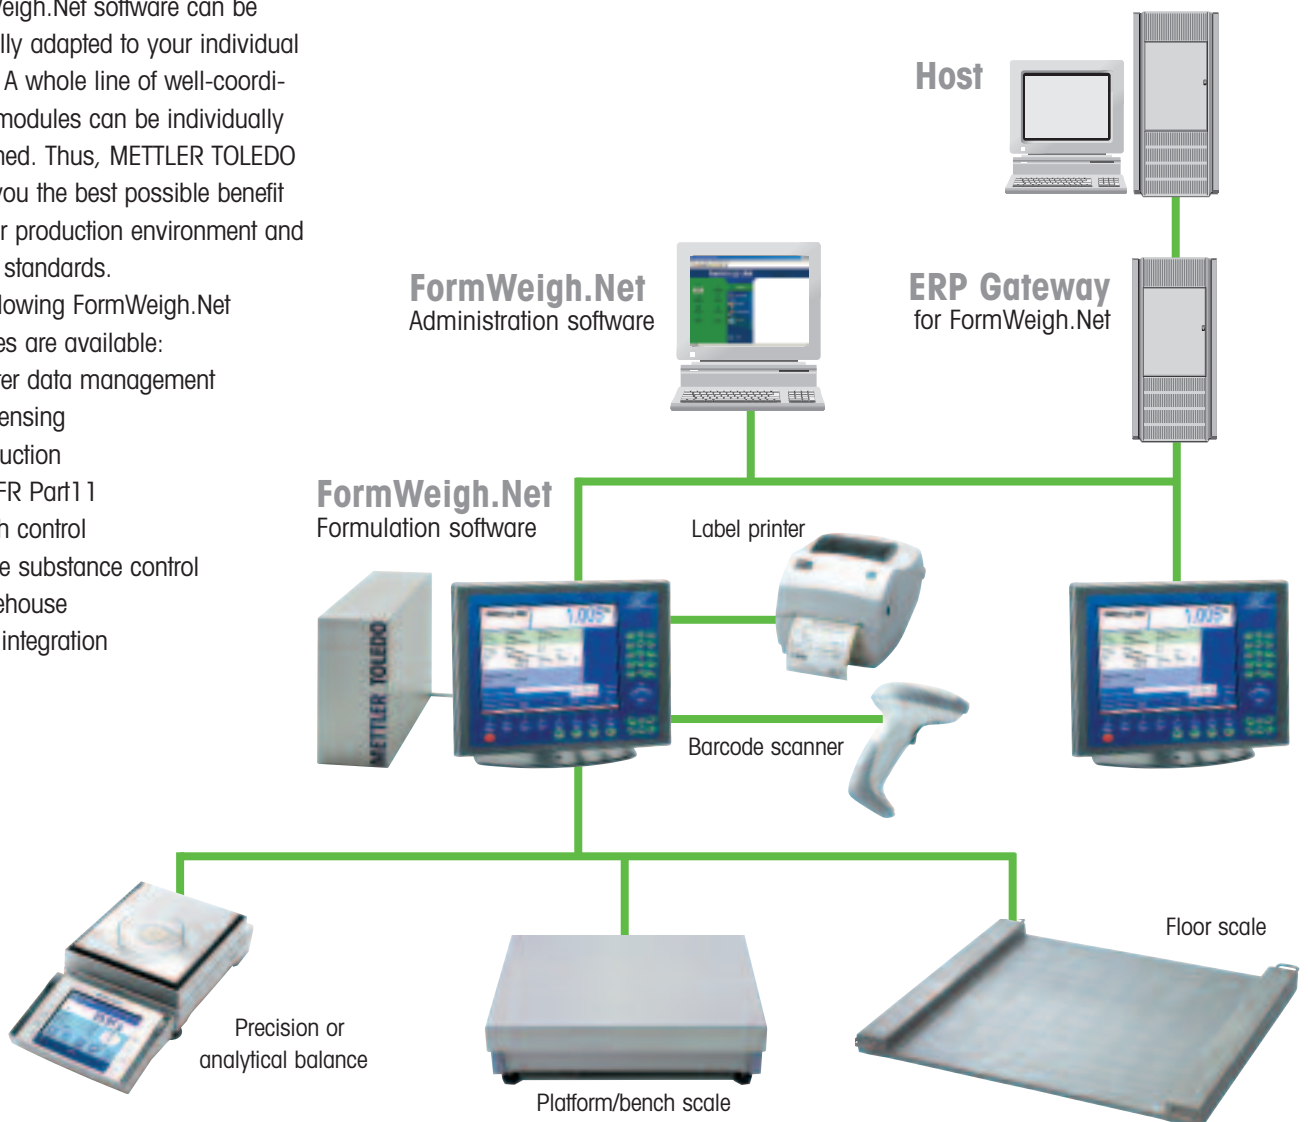 eigh.Net software can be
lly adapted to your individual
A whole line of well-coordi-
modules can be individually
ned. Thus, METTLER TOLEDO
you the best possible benefit
r production environment and
standards.
lowing FormWeigh.Net
es are available:
er data management
ensing
uction
FR Part11
h control
e substance control
ehouse
integration
Host
FormWeigh.Net
Administration software
ERP Gateway
for FormWeigh.Net
FormWeigh.Net
Formulation software
Label printer
METTLER TOLEDO
1.005
1.005
Barcode scanner
Floor scale
Precision or
analytical balance
Platform/bench scale